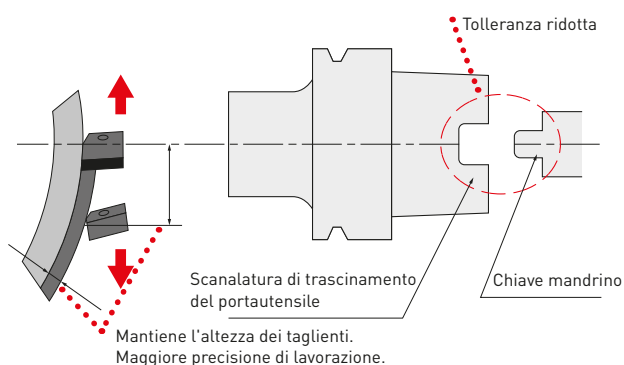 Tolleranza ridotta
Scanalatura di trascinamento
del portautensile
Chiave mandrino
Mantiene l'altezza dei taglienti.
Maggiore precisione di lavorazione.